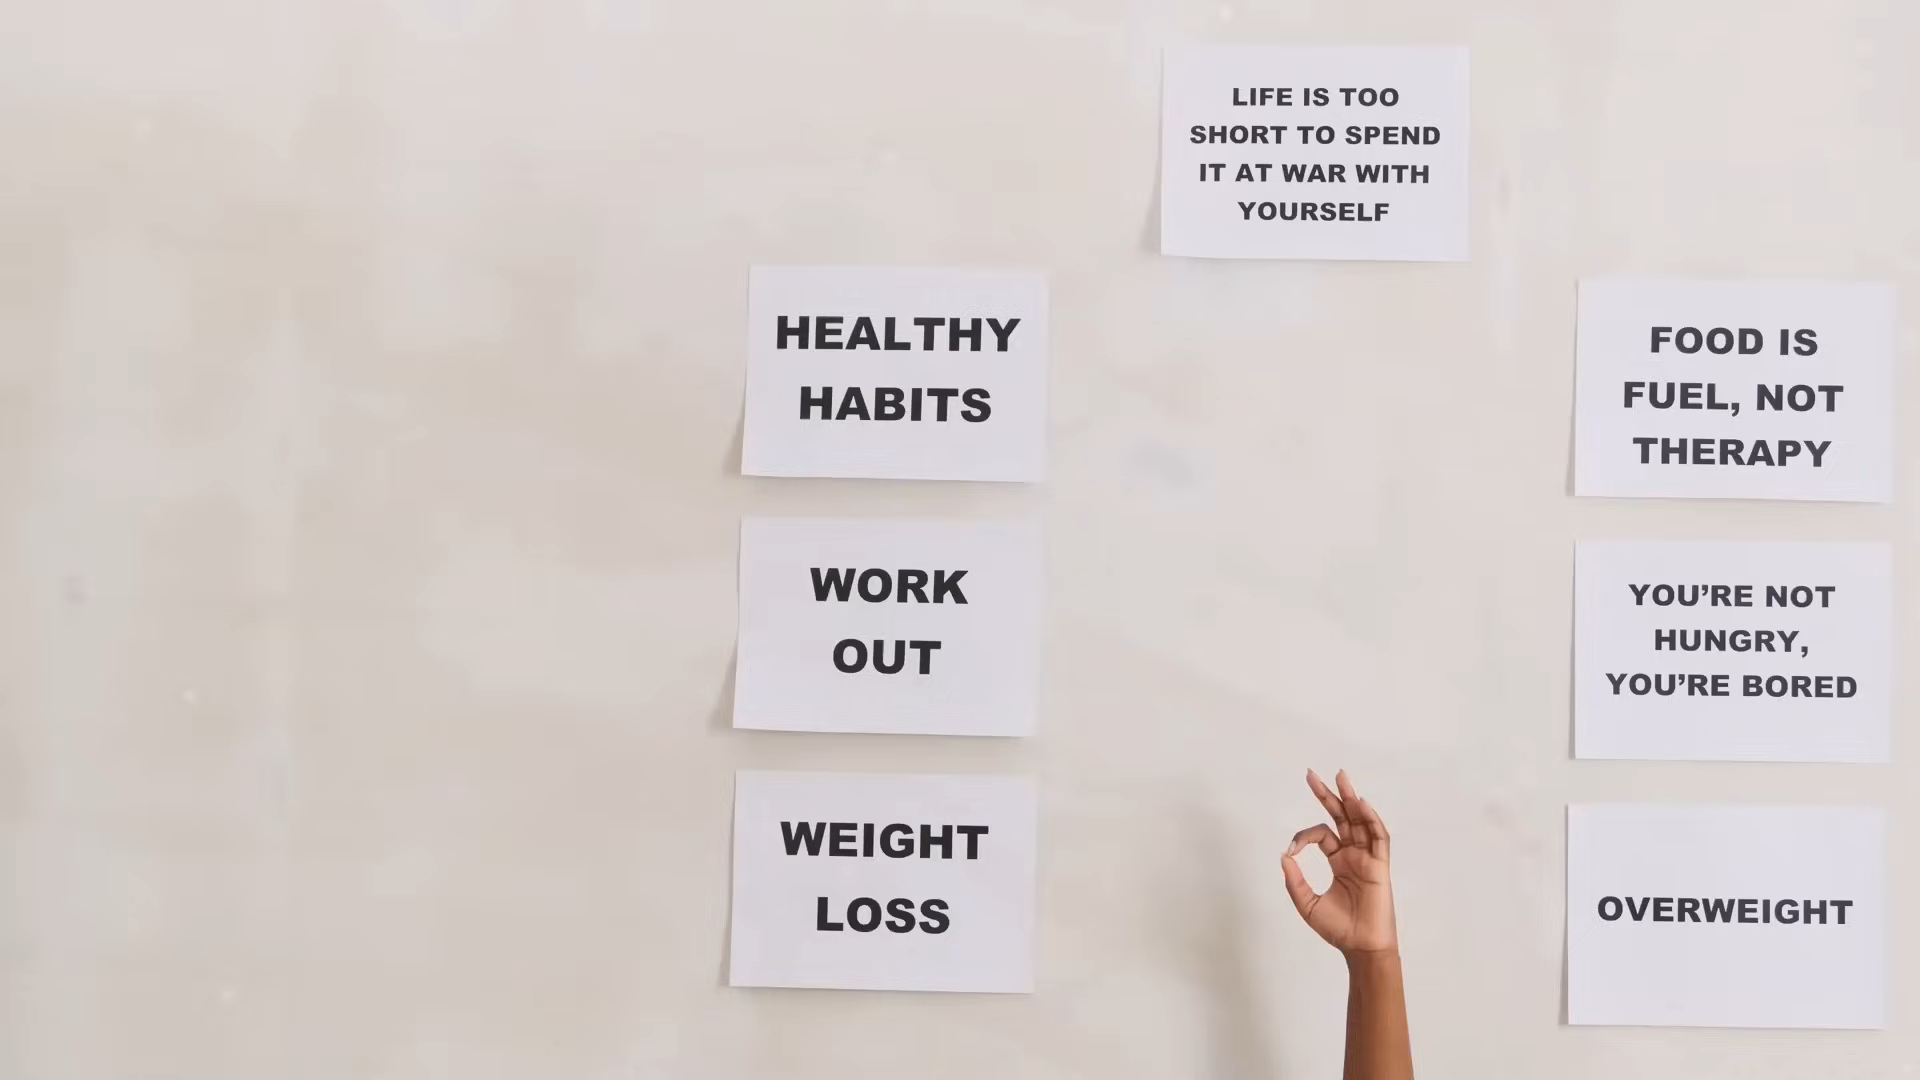 LIFE IS TOO
SHORT TO SPEND
IT AT WAR WITH
YOURSELF
HEALTHY
HABITS
WORK
OUT
WEIGHT
LOSS
FOOD IS
FUEL, NOT
THERAPY
YOU’RE NOT
HUNGRY,
YOU’RE BORED
OVERWEIGHT